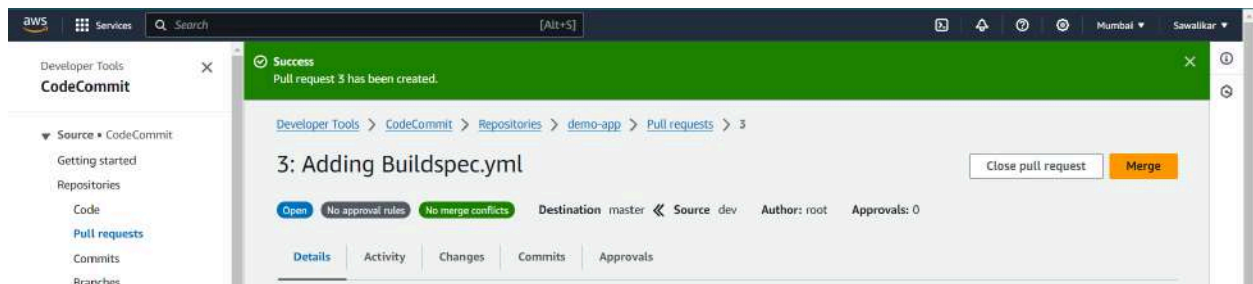 aws Services Search [Alt+S] Mumbai Sawalikar
Developer Tools
CodeCommit
Source • CodeCommit
Getting started
Repositories
Code
Pull requests
Commits
Branches
Success
Pull request 3 has been created.
Developer Tools > CodeCommit > Repositories > demo-app > Pull requests > 3
3: Adding Buildspec.yml
Close pull request Merge
Open No approval rules No merge conflicts Destination master Source dev Author: root Approvals: 0
Details Activity Changes Commits Approvals